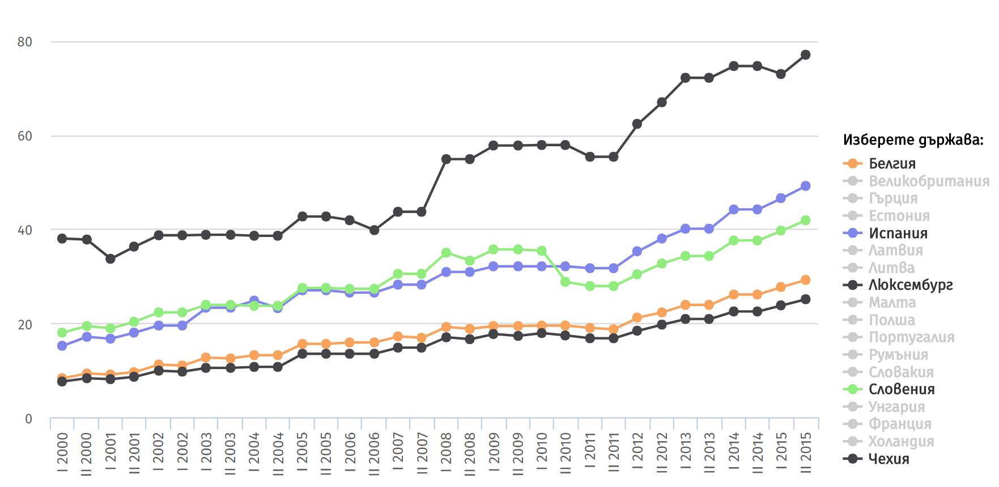 80
60
40
20
0
I 2000
II 2000
I 2001
II 2001
I 2002
I 2002
I 2003
II 2003
I 2004
II 2004
I 2005
II 2005
I 2006
II 2006
I 2007
II 2007
I 2008
II 2008
I 2009
II 2009
I 2010
II 2010
I 2011
II 2011
I 2012
II 2012
I 2013
II 2013
I 2014
II 2014
I 2015
II 2015
Изберете държава:
Белгия
Великобритания
Гърция
Естония
Испания
Латвия
Литва
Люксембург
Малта
Полша
Португалия
Румъния
Словакия
Словения
Унгария
Франция
Холандия
Чехия